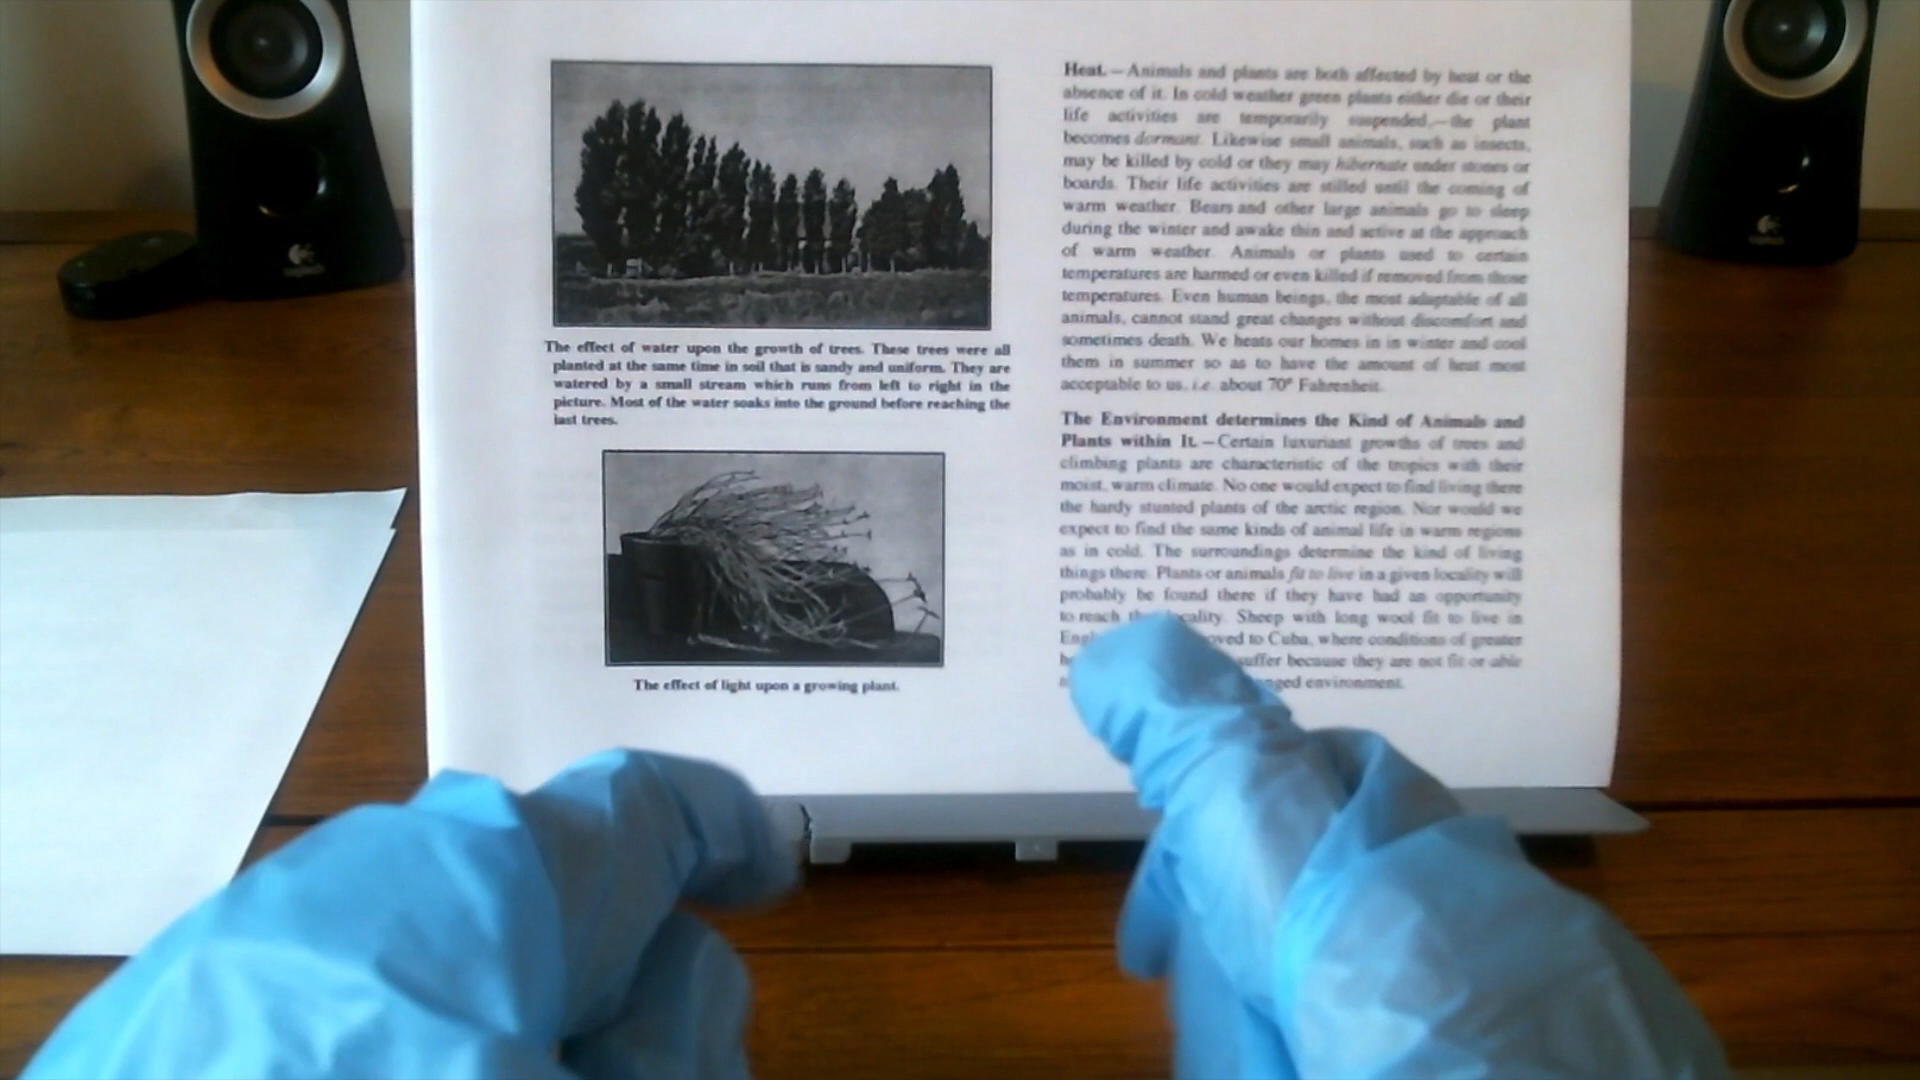 The effect of water upon the growth of trees. These trees were all
planted at the same time in soil that is sandy and uniform. They are
watered by a small stream which runs from left to right in the
picture. Most of the water soaks into the ground before reaching the
last trees.
The effect of light upon a growing plant.
Heat.—Animals and plants are both affected by heat or the
absence of it. In cold weather green plants either die or their
life activities are temporarily suspended,—the plant
becomes dormant. Likewise small animals, such as insects,
may be killed by cold or they may hibernate under stones or
boards. Their life activities are stilled until the coming of
warm weather. Bears and other large animals go to sleep
during the winter and awake thin and active at the approach
of warm weather. Animals or plants used to certain
temperatures are harmed or even killed if removed from those
temperatures. Even human beings, the most adaptable of all
animals, cannot stand great changes without discomfort and
sometimes death. We heats our homes in in winter and cool
them in summer so as to have the amount of heat most
acceptable to us, i.e. about 70° Fahrenheit.
The Environment determines the Kind of Animals and
Plants within It.—Certain luxuriant growths of trees and
climbing plants are characteristic of the tropics with their
moist, warm climate. No one would expect to find living there
the hardy stunted plants of the arctic region. Nor would we
expect to find the same kinds of animal life in warm regions
as in cold. The surroundings determine the kind of living
things there. Plants or animals fit to live in a given locality will
probably be found there if they have had an opportunity
to reach cality. Sheep with long wool fit to live in
Engl oved to Cuba, where conditions of greater
suffer because they are not fit or able
nged environment.